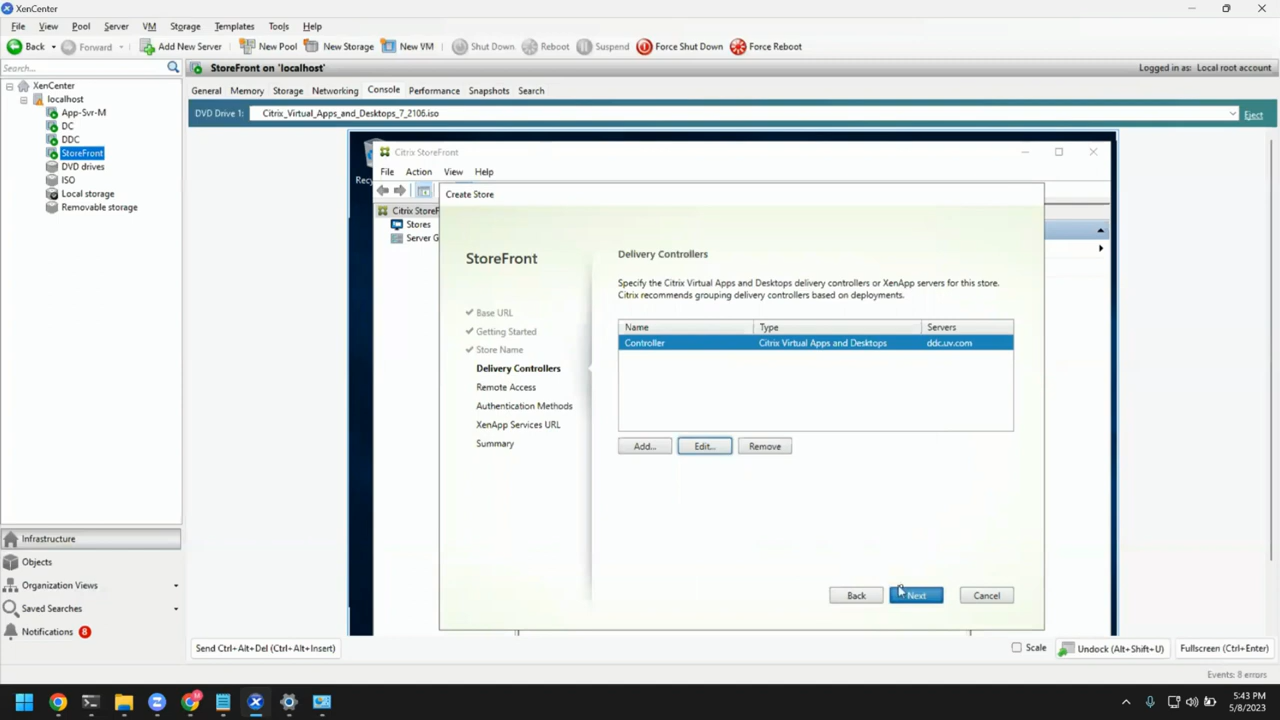 XenCenter
File View Pool Server VM Storage Templates Tools Help
Back Forward Add New Server New Pool New Storage New VM Shut Down Reboot Suspend Force Shut Down Force Reboot
Search...
StoreFront on 'localhost'
Logged in as: Local root account
XenCenter
localhost
App-Svr-M
DC
DDC
StoreFront
DVD drives
ISO
Local storage
Removable storage
General Memory Storage Networking Console Performance Snapshots Search
DVD Drive 1: Citrix_Virtual_Apps_and_Desktops_7_2106.iso Eject
Citrix StoreFront
File Action View Help
Stores
Create Store
StoreFront
Base URL
Getting Started
Store Name
Delivery Controllers
Remote Access
Authentication Methods
XenApp Services URL
Summary
Delivery Controllers
Specify the Citrix Virtual Apps and Desktops delivery controllers or XenApp servers for this store.
Citrix recommends grouping delivery controllers based on deployments.
Name Type Servers
Controller Citrix Virtual Apps and Desktops ddc.uv.com
Add... Edit... Remove
Back Next Cancel
Infrastructure
Objects
Organization Views
Saved Searches
Notifications 8
Send Ctrl+Alt+Del (Ctrl+Alt+Insert)
Scale Undock (Alt+Shift+U) Fullscreen (Ctrl+Enter)
Events: 8 errors
5:43 PM
5/8/2023